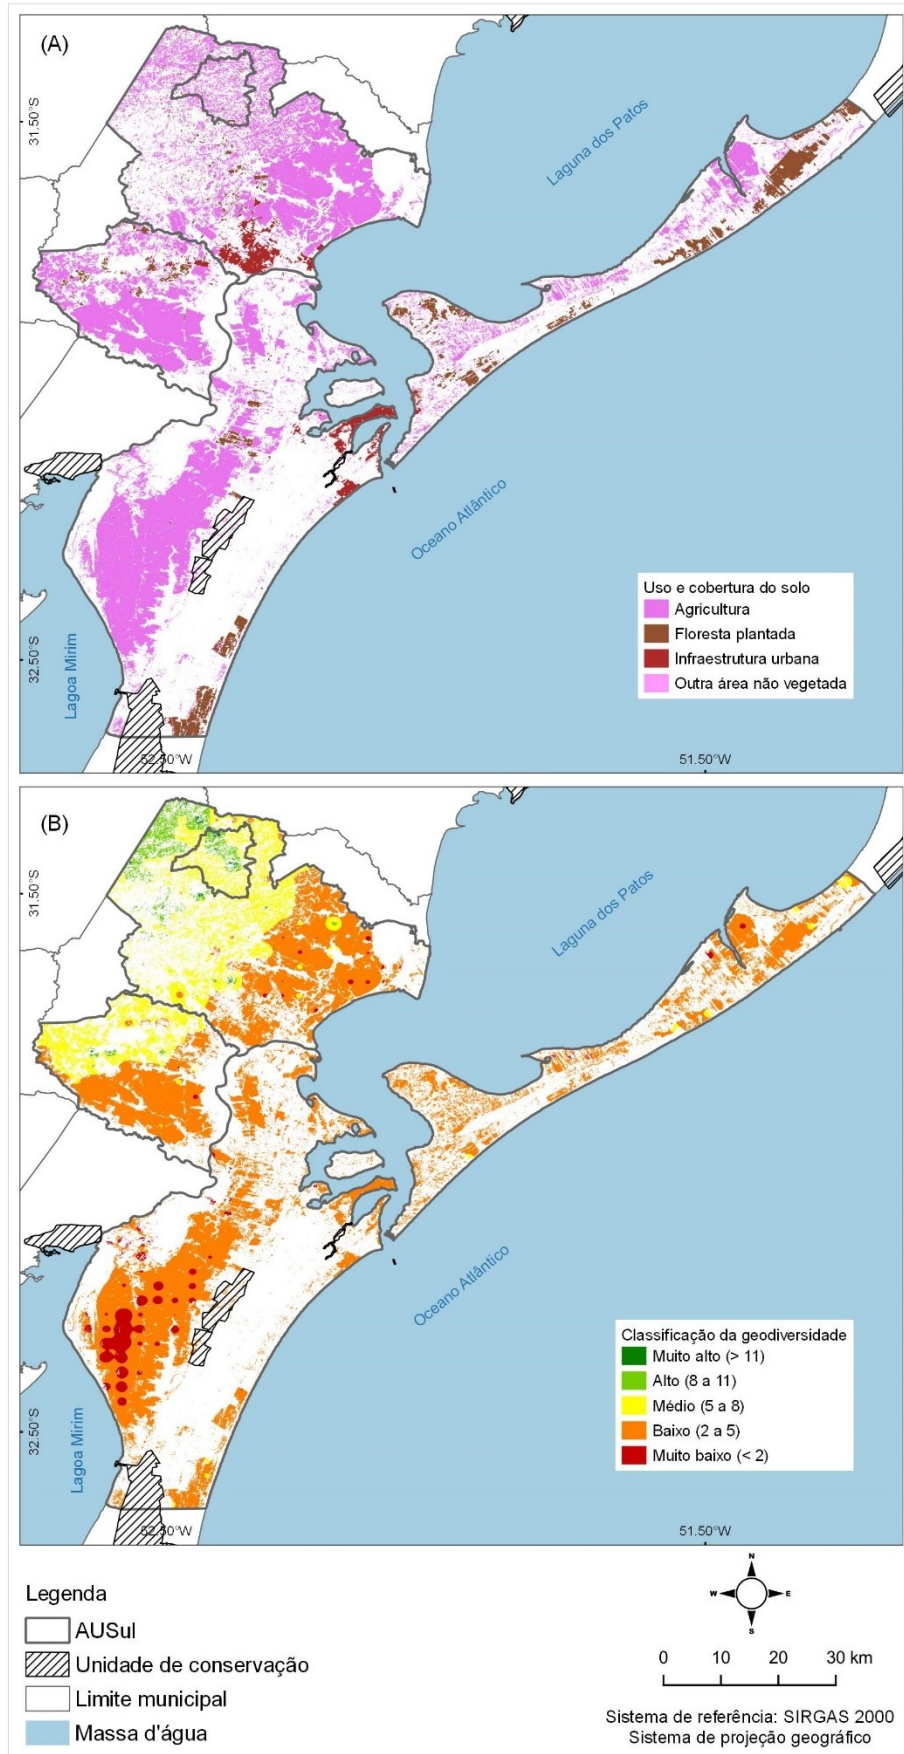 (A)
31.50°S
Laguna dos Patos
Oceano Atlântico
Uso e cobertura do solo
Agricultura
Floresta plantada
Infraestrutura urbana
Outra área não vegetada
32.50°S
Lagoa Mirim
52.50°W
51.50°W
(B)
31.50°S
Laguna dos Patos
Oceano Atlântico
Classificação da geodiversidade
Muito alto (> 11)
Alto (8 a 11)
Médio (5 a 8)
Baixo (2 a 5)
Muito baixo (< 2)
32.50°S
Lagoa Mirim
52.50°W
51.50°W
Legenda
AUSul
Unidade de conservação
Limite municipal
Massa d'água
N
W E
S
0 10 20 30 km
Sistema de referência: SIRGAS 2000
Sistema de projeção geográfico